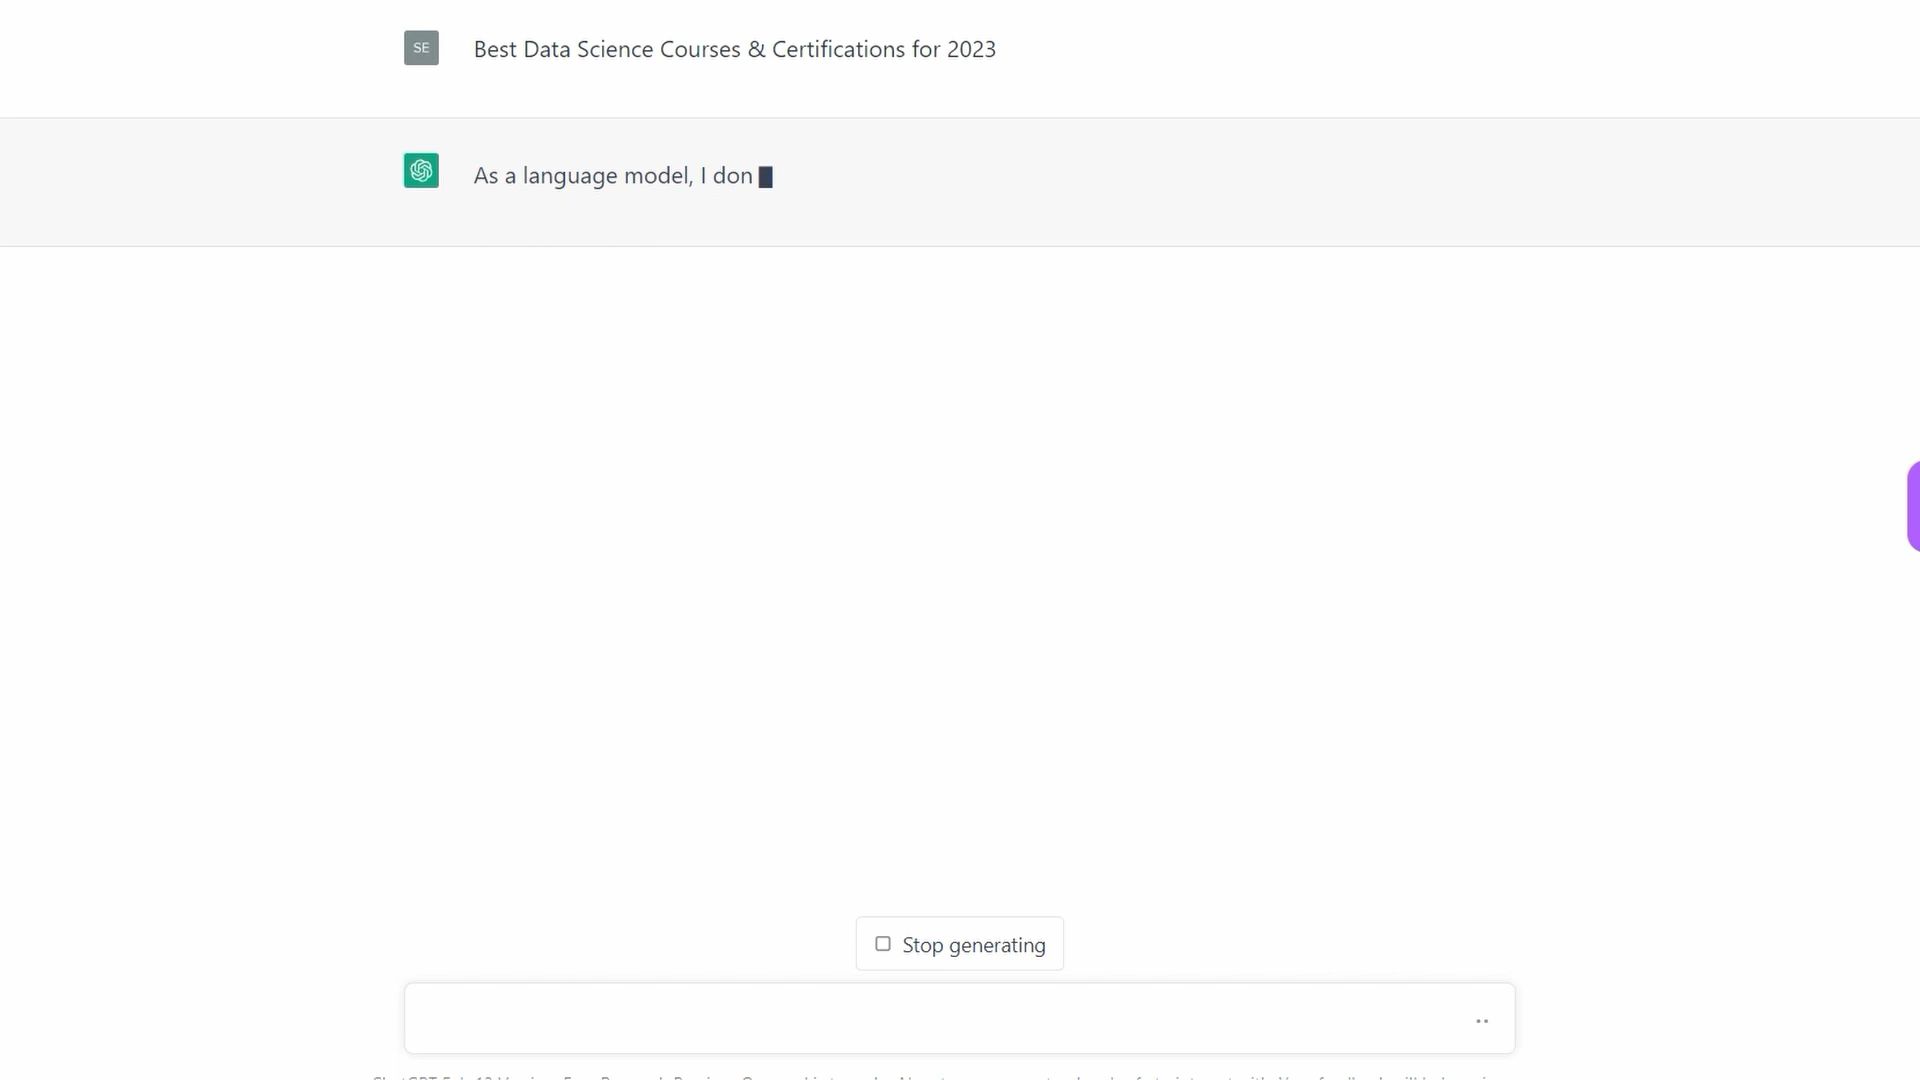 SE
Best Data Science Courses & Certifications for 2023
As a language model, I don
Stop generating